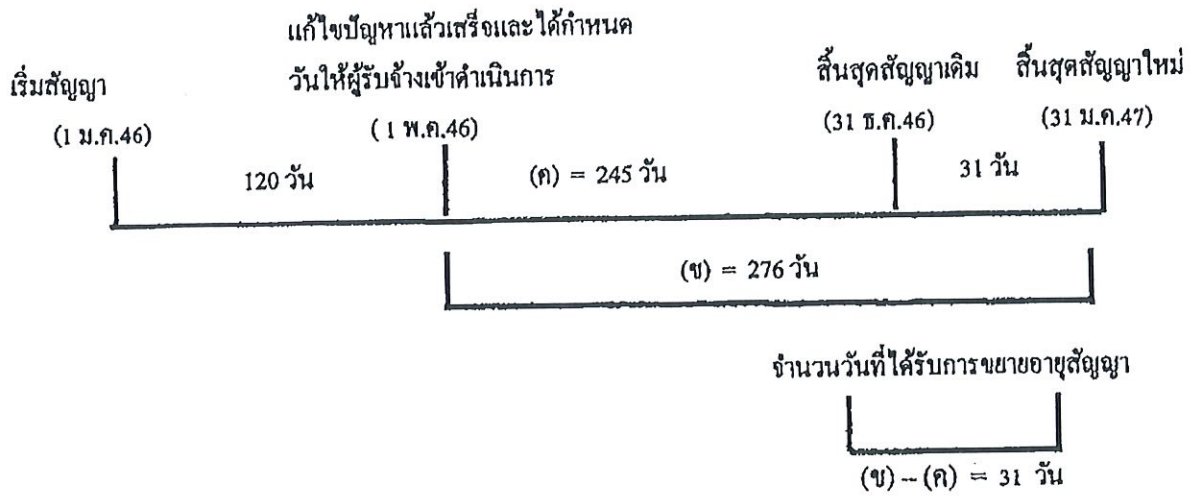 แก้ไขปัญหาแล้วเสร็จและได้กำหนด
วันให้ผู้รับจ้างเข้าดำเนินการ
เริ่มสัญญา
สิ้นสุดสัญญาเดิม
สิ้นสุดสัญญาใหม่
(1 ม.ค.46)
( 1 พ.ค.46)
(31 ธ.ค.46)
(31 ม.ค.47)
120 วัน
(ค) = 245 วัน
31 วัน
(ข) = 276 วัน
จำนวนวันที่ได้รับการขยายอายุสัญญา
(ข) – (ค) = 31 วัน